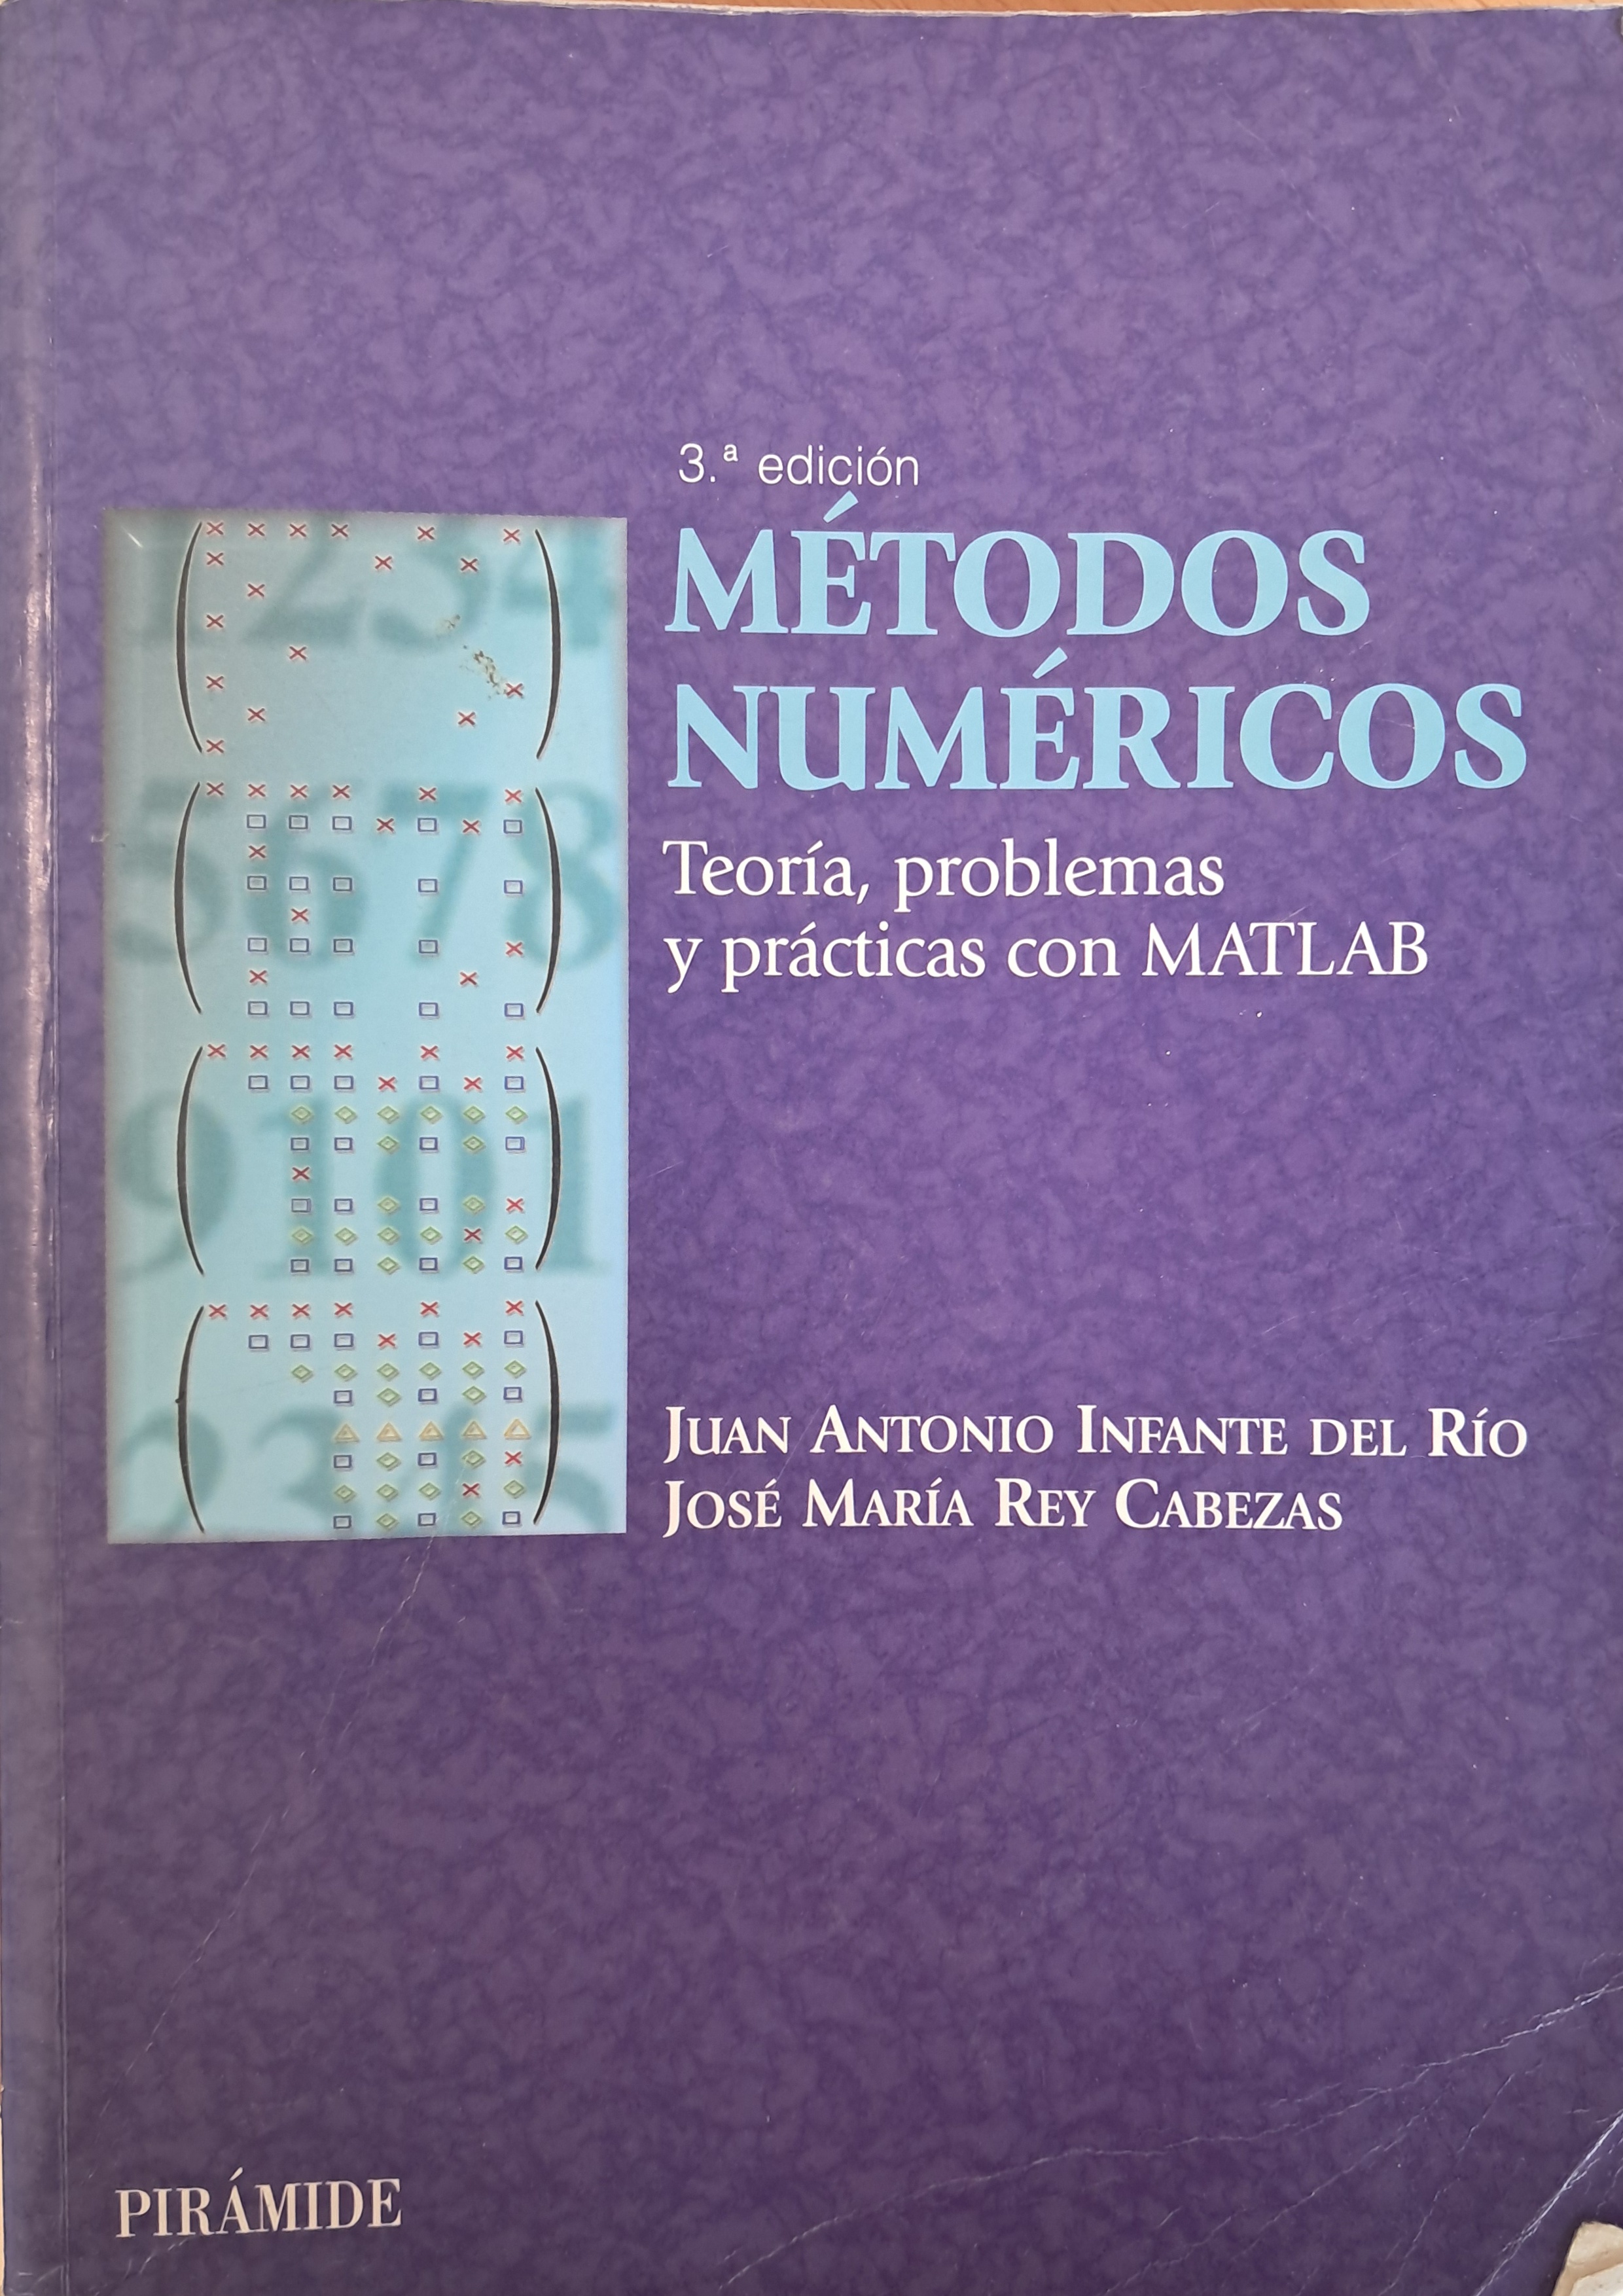 3.ª edición
MÉTODOS
NUMÉRICOS
Teoría, problemas
y prácticas con MATLAB
JUAN ANTONIO INFANTE DEL RÍO
JOSÉ MARÍA REY CABEZAS
PIRÁMIDE